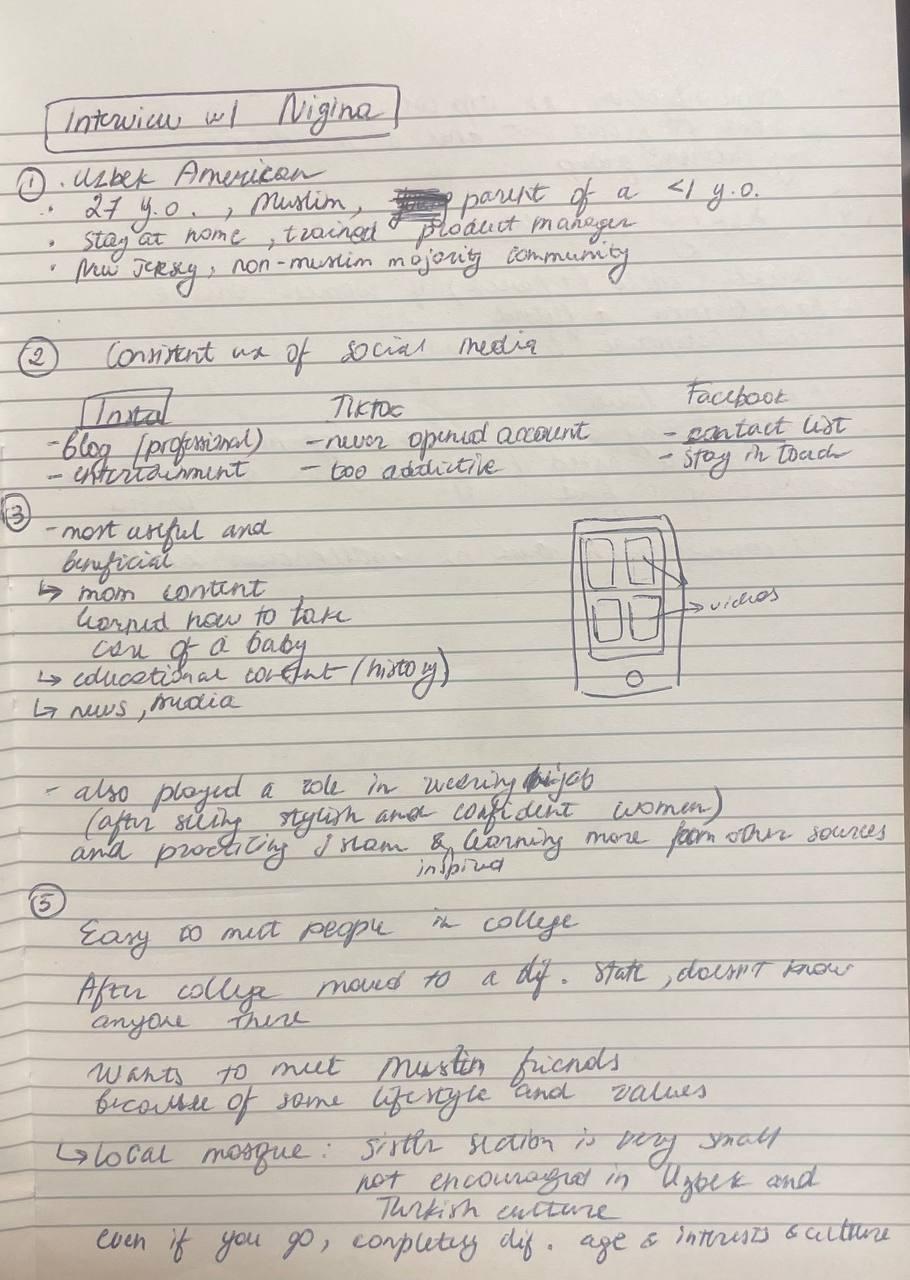 Interview w/ Nigina
① . Uzbek American
. 27 y.o., Muslim, parent of a <1 y.o.
. stay at home, trained product manager
. New Jersey, non-muslim majority community
② Consistent use of social media
Insta Tiktoc Facebook
- blog (professional) - never opened account - contact list
- entertainment - too addictive - stay in touch
③ - most useful and
beneficial
↳ mom content
learned how to take
care of a baby
↳ educational content (history)
↳ news, media
→ videos
- also played a role in wearing hijab
(after seeing stylish and confident women)
and practicing Islam & learning more from other sources
inspired
⑤
Easy to meet people in college
After college moved to a dif. state, doesn't know
anyone there
Wants to meet Muslim friends
because of same lifestyle and values
↳ local mosque: sister section is very small
not encouraged in Uzbek and
Turkish culture
even if you go, completely dif. age & interests & culture